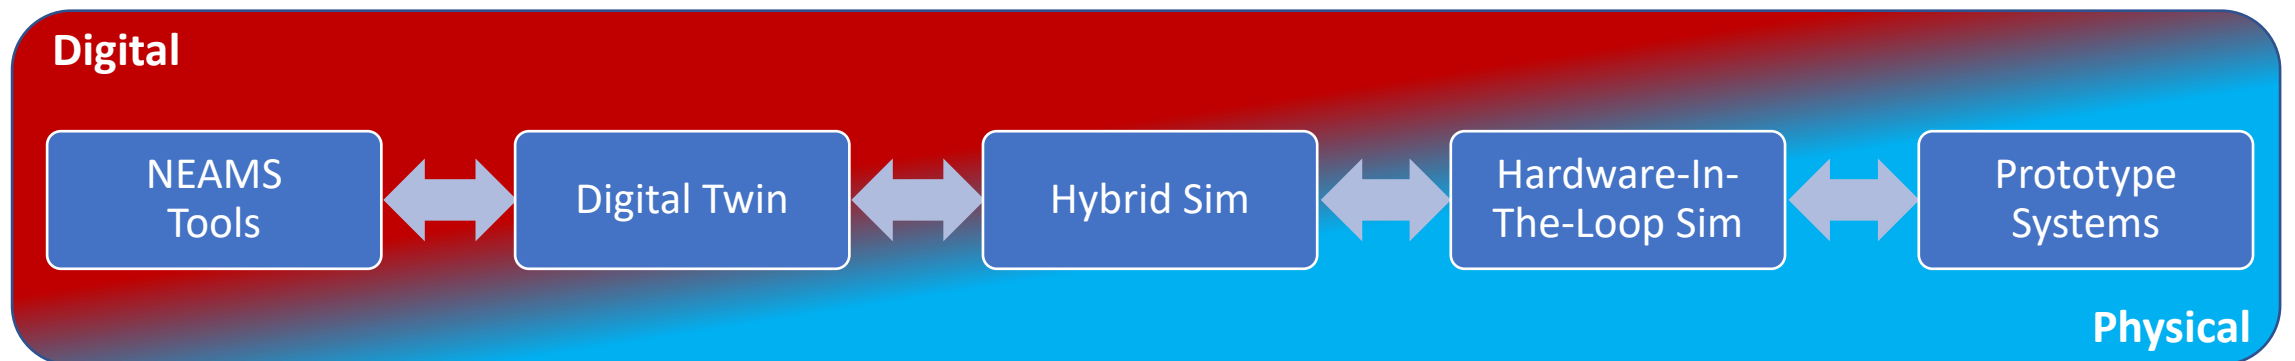 Digital
NEAMS
Tools
Digital Twin
Hybrid Sim
Hardware-In-
The-Loop Sim
Prototype
Systems
Physical